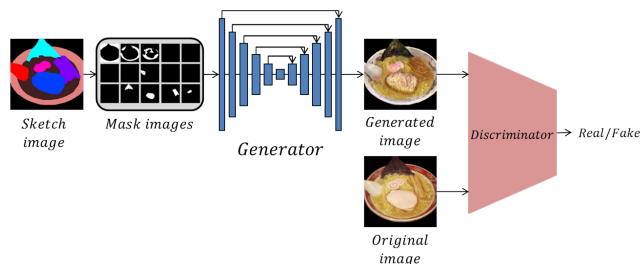 Sketch
image
Mask images
Generator
Generated
image
Original
image
Discriminator
Real/Fake